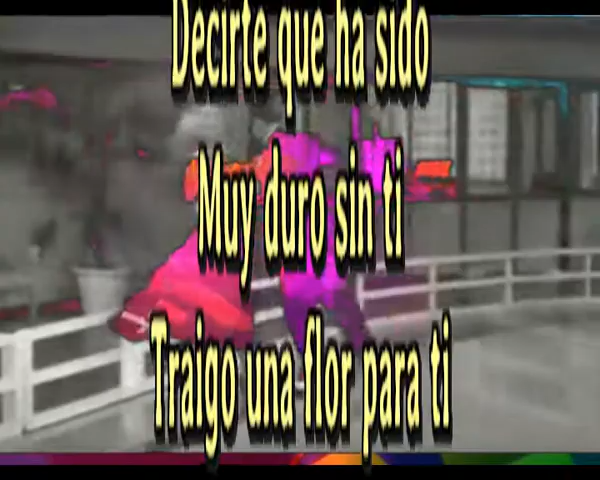 Decirte que ha sido
Muy duro sin ti
Traigo una flor para ti